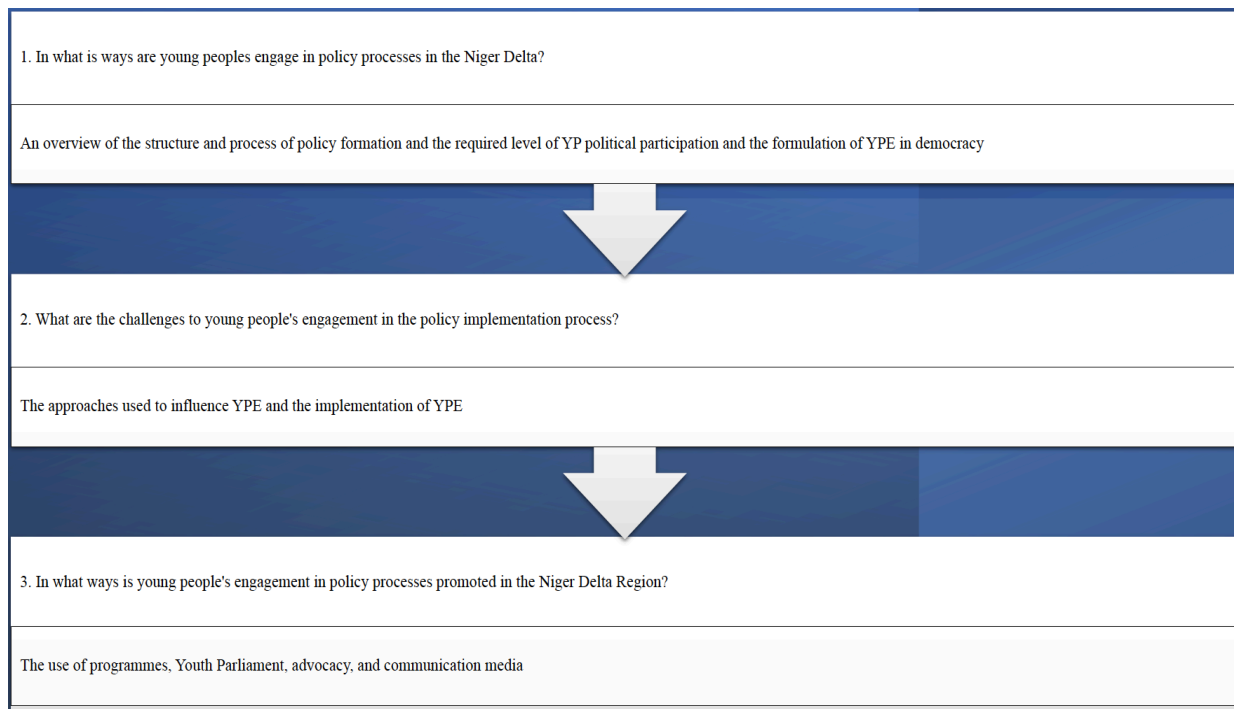 1. In what is ways are young peoples engage in policy processes in the Niger Delta?
An overview of the structure and process of policy formation and the required level of YP political participation and the formulation of YPE in democracy
2. What are the challenges to young people's engagement in the policy implementation process?
The approaches used to influence YPE and the implementation of YPE
3. In what ways is young people's engagement in policy processes promoted in the Niger Delta Region?
The use of programmes, Youth Parliament, advocacy, and communication media